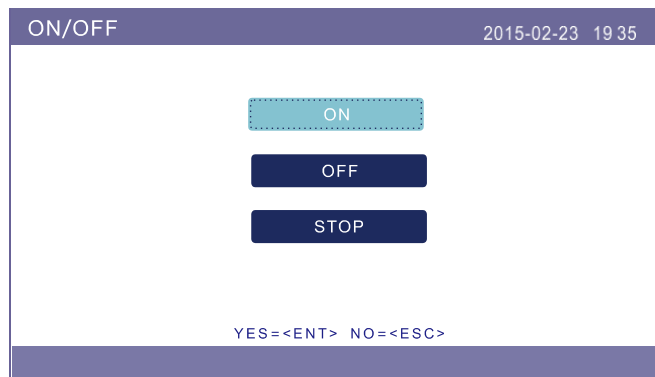 ON/OFF 2015-02-23 19 35
ON
OFF
STOP
YES=<ENT> NO=<ESC>